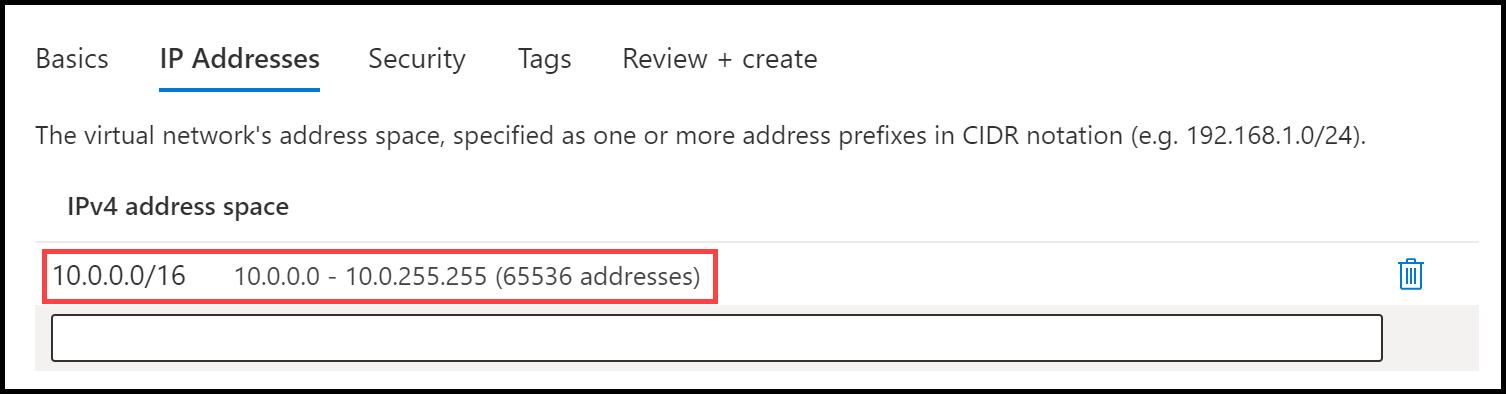 Basics IP Addresses Security Tags Review + create
The virtual network's address space, specified as one or more address prefixes in CIDR notation (e.g. 192.168.1.0/24).
IPv4 address space
10.0.0.0/16 10.0.0.0 - 10.0.255.255 (65536 addresses)